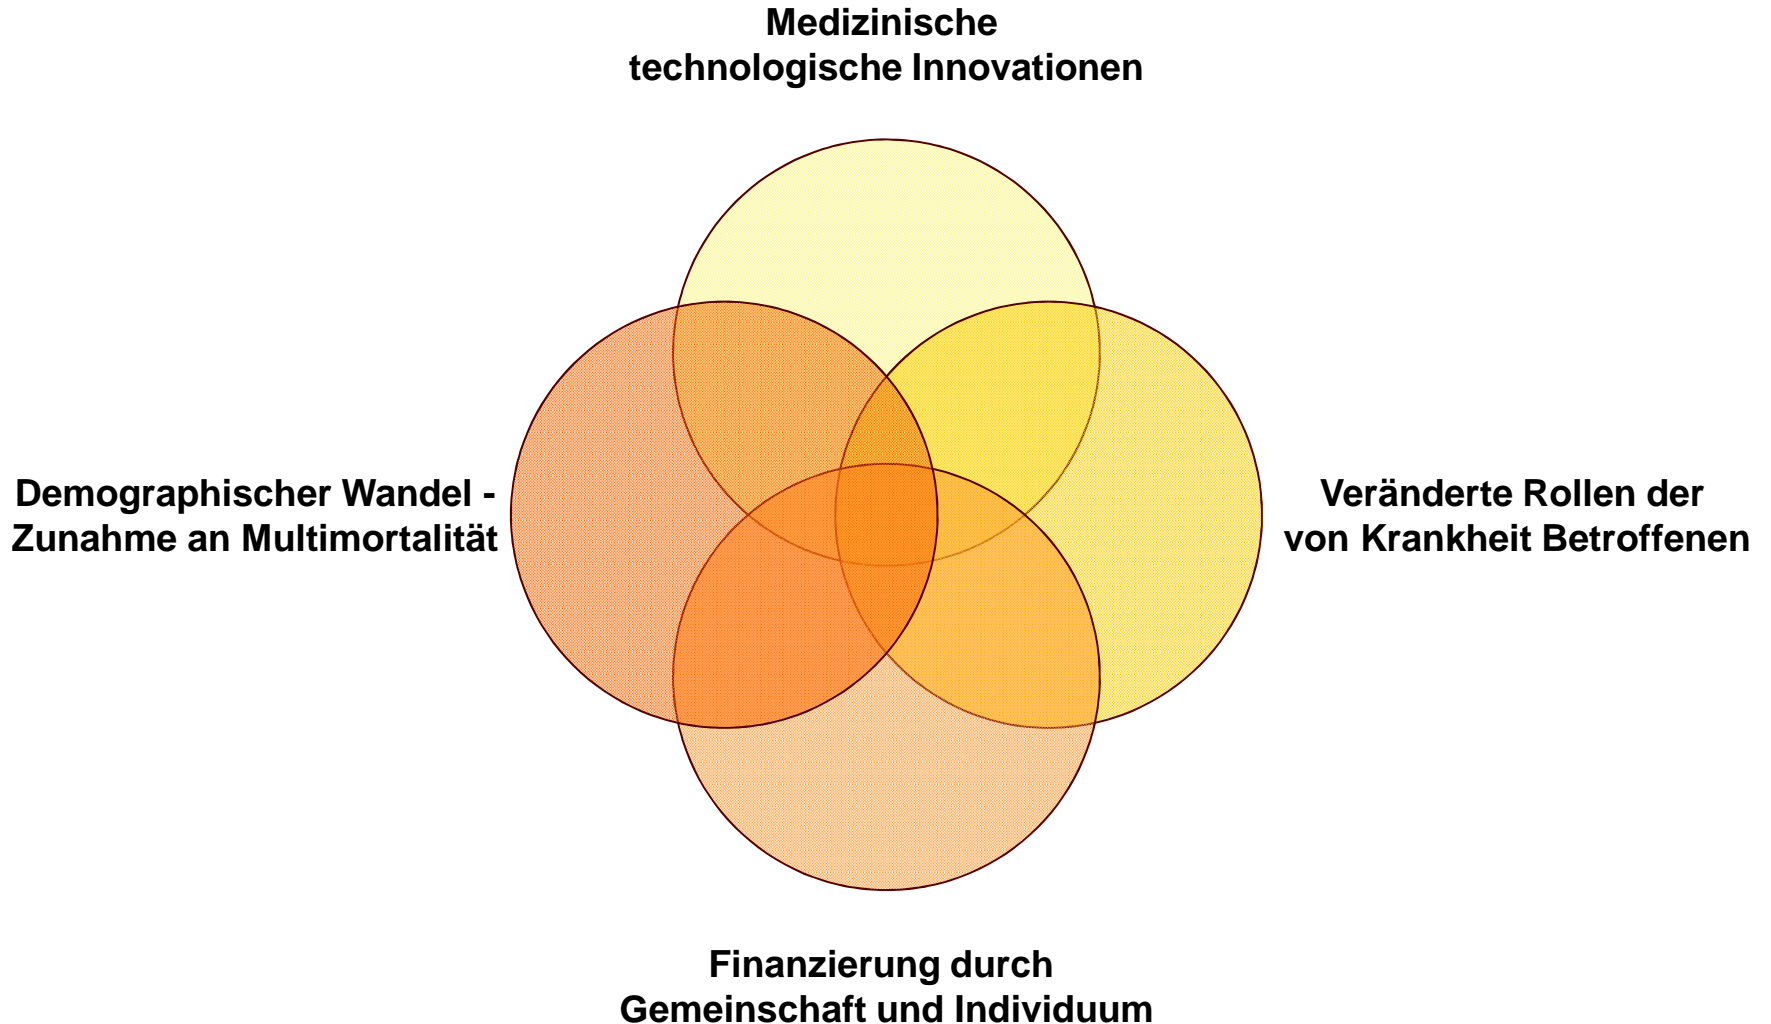 Medizinische
technologische Innovationen
Demographischer Wandel -
Zunahme an Multimortalität
Veränderte Rollen der
von Krankheit Betroffenen
Finanzierung durch
Gemeinschaft und Individuum